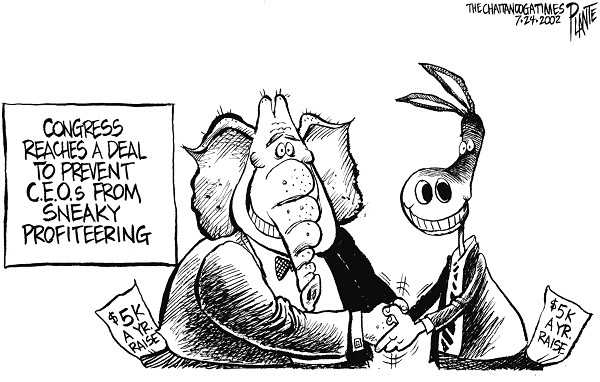 THE CHATTANOOGA TIMES
7.24.2002
PLANTE
CONGRESS
REACHES A DEAL
TO PREVENT
C.E.O.s FROM
SNEAKY
PROFITEERING
$5K
A YR.
RAISE
$5K
A YR.
RAISE